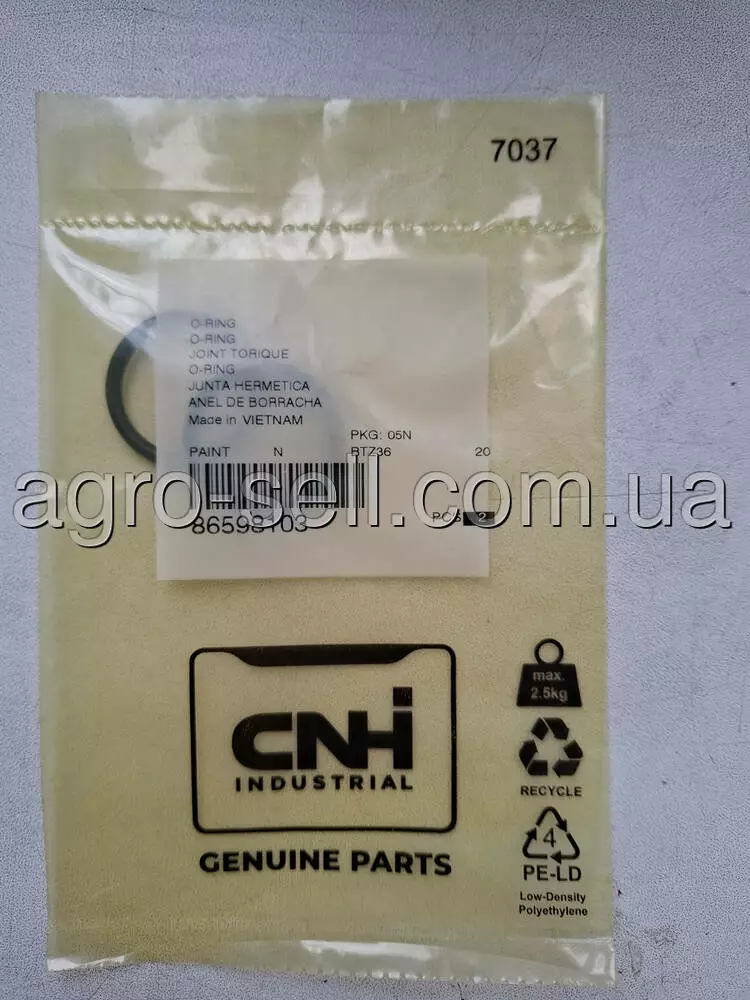 7037
O-RING
O-RING
JOINT TORIQUE
O-RING
JUNTA HERMETICA
ANEL DE BORRACHA
Made in VIETNAM
PKG: 05N
PAINT N BTZ36 20
agro-sell.com.ua
86598103
PCS 2
max.
2.5kg
CNH
INDUSTRIAL
RECYCLE
GENUINE PARTS
4
PE-LD
Low-Density
Polyethylene